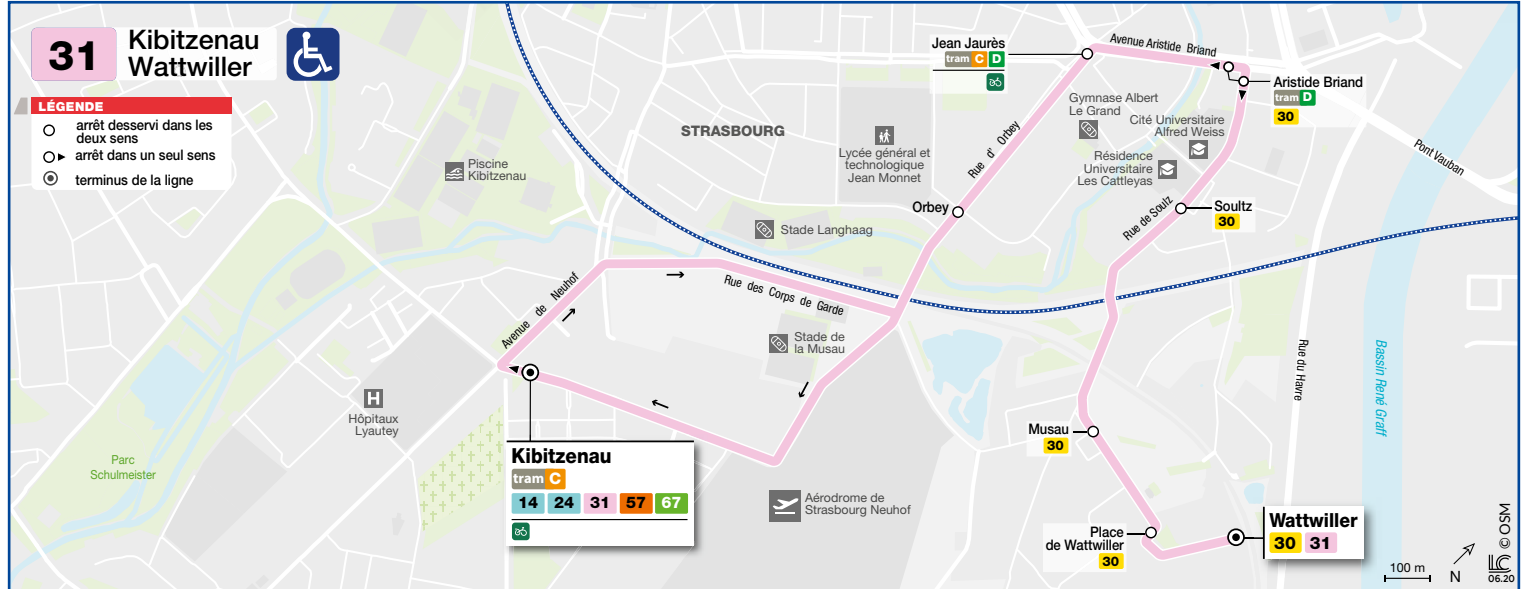 31
Kibitzenau
Wattwiller
LÉGENDE
arrêt desservi dans les
deux sens
arrêt dans un seul sens
terminus de la ligne
STRASBOURG
Piscine
Kibitzenau
Lycée général et
technologique
Jean Monnet
Stade Langhaag
Jean Jaurès
tram C D
Avenue Aristide Briand
Aristide Briand
tram D
30
Gymnase Albert
Le Grand
Cité Universitaire
Alfred Weiss
Résidence
Universitaire
Les Cattleyas
Pont Vauban
Rue d' Orbey
Orbey
Rue de Soultz
Soultz
30
Avenue de Neuhof
Rue des Corps de Garde
Stade de
la Musau
Rue du Havre
Bassin René Graff
H
Hôpitaux
Lyautey
Parc
Schulmeister
Kibitzenau
tram C
14 24 31 57 67
Musau
30
Aérodrome de
Strasbourg Neuhof
Place
de Wattwiller
30
Wattwiller
30 31
100 m
N
LC
06.20
© OSM